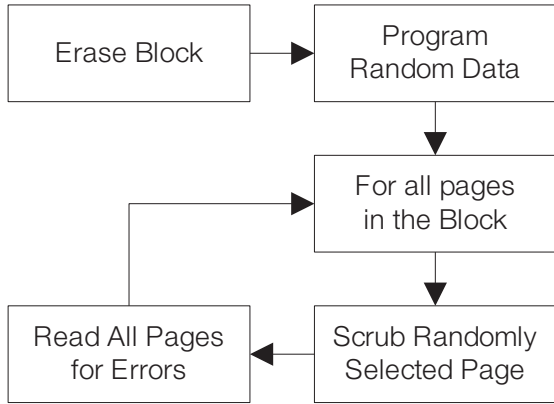 Erase Block
Program
Random Data
For all pages
in the Block
Read All Pages
for Errors
Scrub Randomly
Selected Page